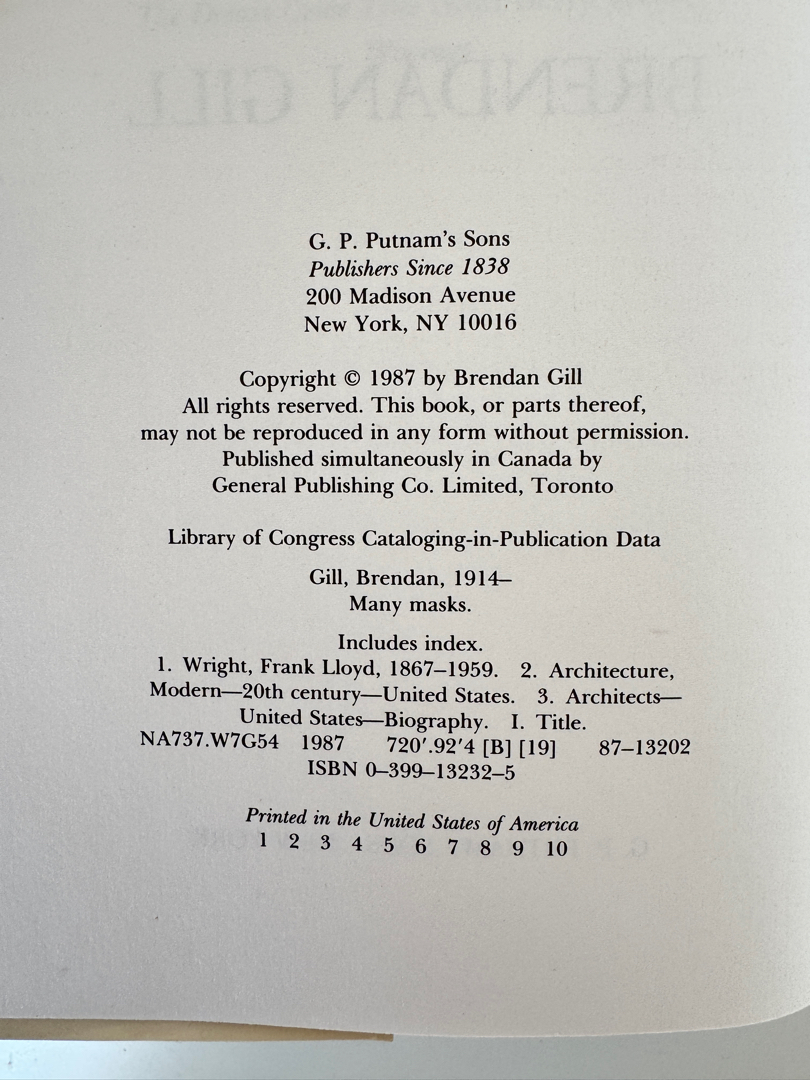 BRENDAN GILL
G. P. Putnam's Sons
Publishers Since 1838
200 Madison Avenue
New York, NY 10016
Copyright © 1987 by Brendan Gill
All rights reserved. This book, or parts thereof,
may not be reproduced in any form without permission.
Published simultaneously in Canada by
General Publishing Co. Limited, Toronto
Library of Congress Cataloging-in-Publication Data
Gill, Brendan, 1914–
Many masks.
Includes index.
1. Wright, Frank Lloyd, 1867–1959. 2. Architecture,
Modern—20th century—United States. 3. Architects—
United States—Biography. I. Title.
NA737.W7G54 1987 720′.92′4 [B] [19] 87–13202
ISBN 0–399–13232–5
Printed in the United States of America
1 2 3 4 5 6 7 8 9 10